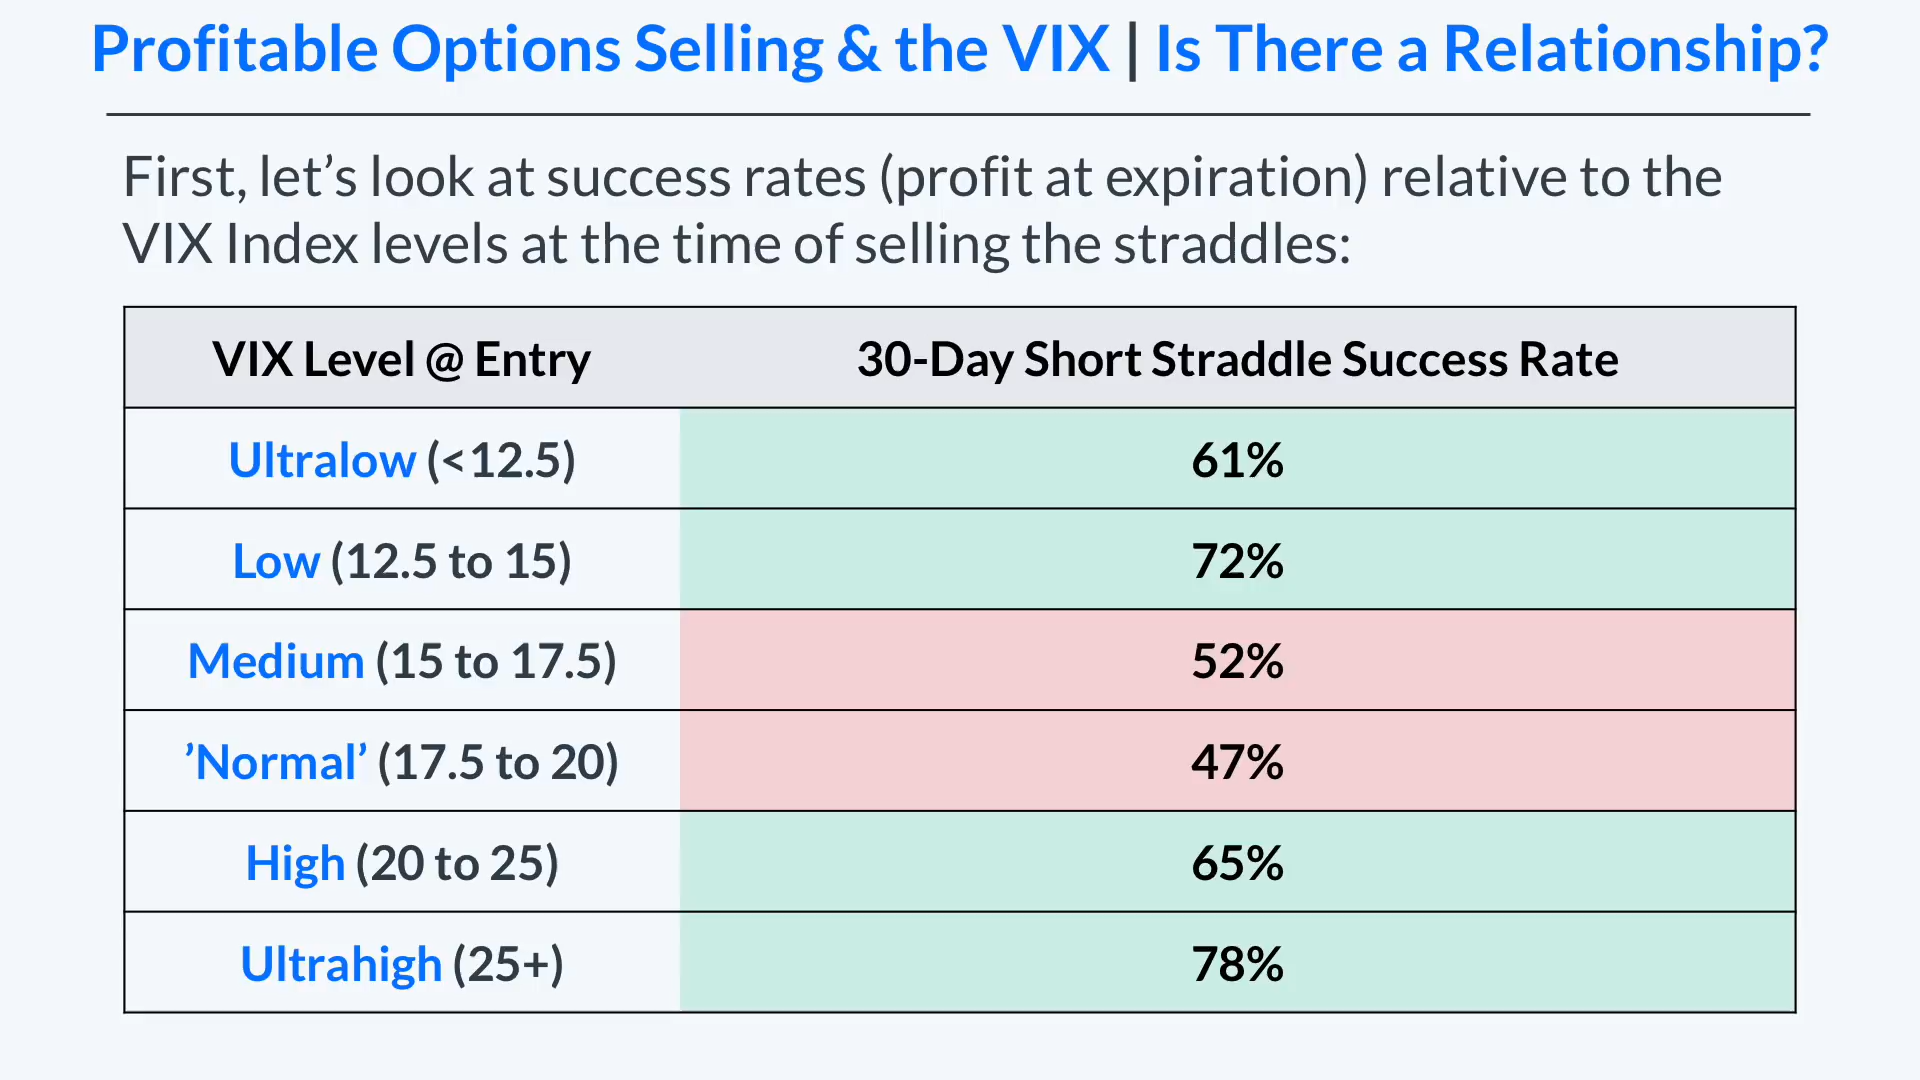 Profitable Options Selling & the VIX | Is There a Relationship?
First, let’s look at success rates (profit at expiration) relative to the
VIX Index levels at the time of selling the straddles:
VIX Level @ Entry 30-Day Short Straddle Success Rate
Ultralow (<12.5) 61%
Low (12.5 to 15) 72%
Medium (15 to 17.5) 52%
’Normal’ (17.5 to 20) 47%
High (20 to 25) 65%
Ultrahigh (25+) 78%